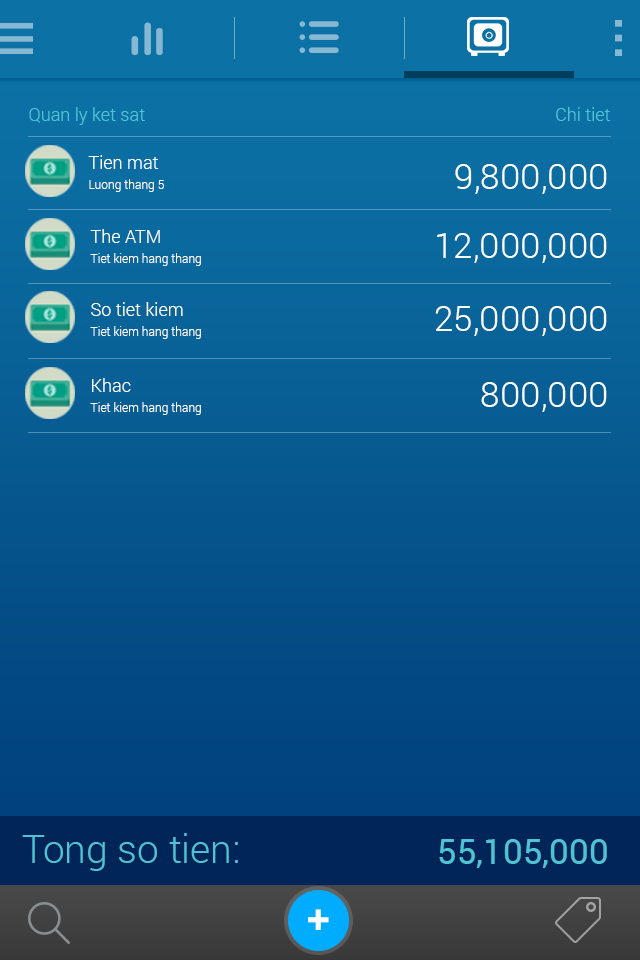 Quan ly ket sat Chi tiet
Tien mat
Luong thang 5
9,800,000
The ATM
Tiet kiem hang thang
12,000,000
So tiet kiem
Tiet kiem hang thang
25,000,000
Khac
Tiet kiem hang thang
800,000
Tong so tien: 55,105,000